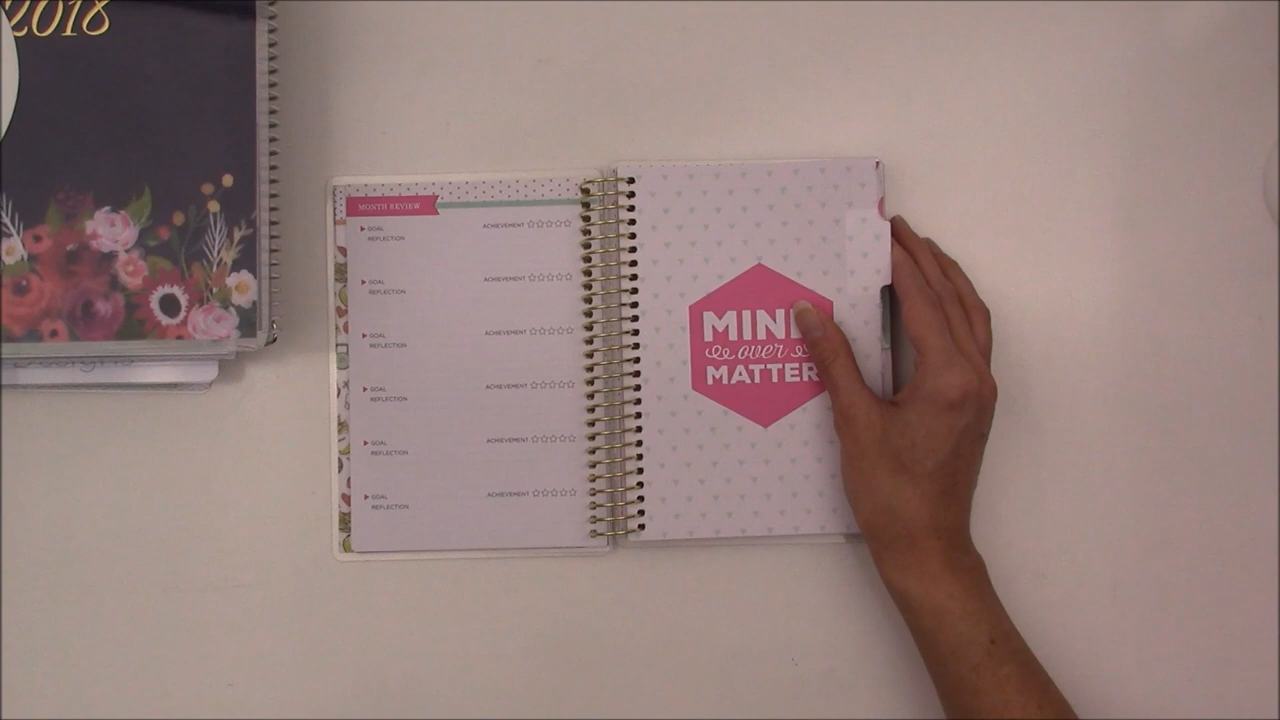 2018
MONTH REVIEW
GOAL ACHIEVEMENT
REFLECTION
GOAL ACHIEVEMENT
REFLECTION
GOAL ACHIEVEMENT
REFLECTION
GOAL ACHIEVEMENT
REFLECTION
GOAL ACHIEVEMENT
REFLECTION
GOAL ACHIEVEMENT
REFLECTION
MIND
over
MATTER